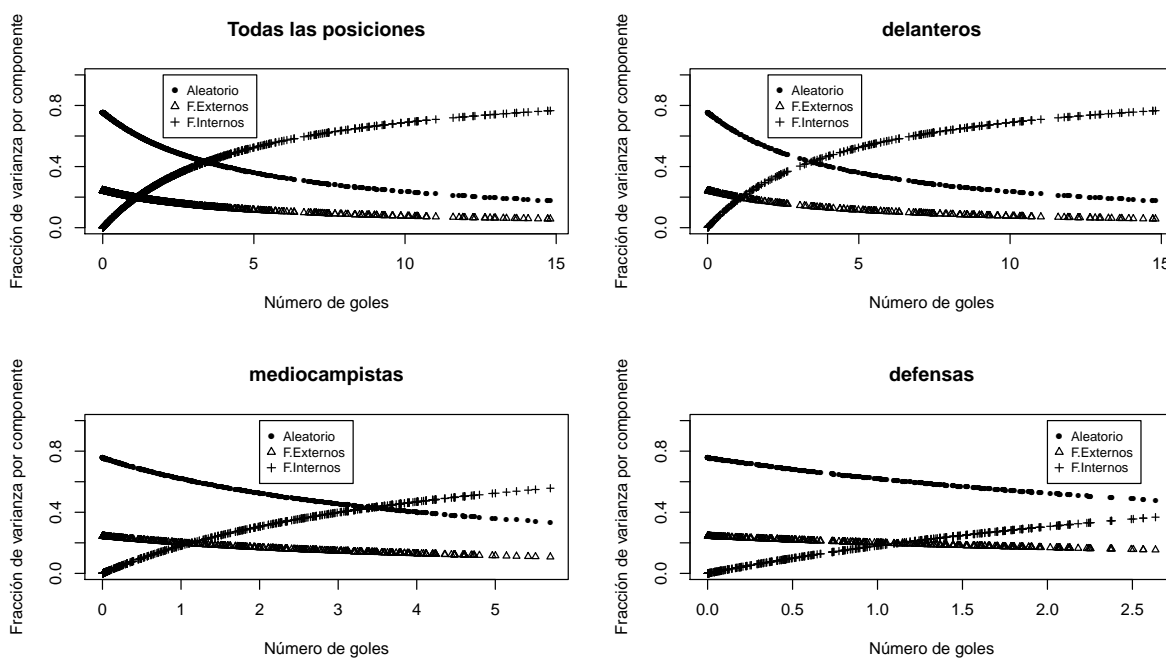 Todas las posiciones
Fracción de varianza por componente
0.0 0.4 0.8
Aleatorio
F.Externos
F.Internos
0 5 10 15
Número de goles
delanteros
Fracción de varianza por componente
0.0 0.4 0.8
Aleatorio
F.Externos
F.Internos
0 5 10 15
Número de goles
mediocampistas
Fracción de varianza por componente
0.0 0.4 0.8
Aleatorio
F.Externos
F.Internos
0 1 2 3 4 5
Número de goles
defensas
Fracción de varianza por componente
0.0 0.4 0.8
Aleatorio
F.Externos
F.Internos
0.0 0.5 1.0 1.5 2.0 2.5
Número de goles